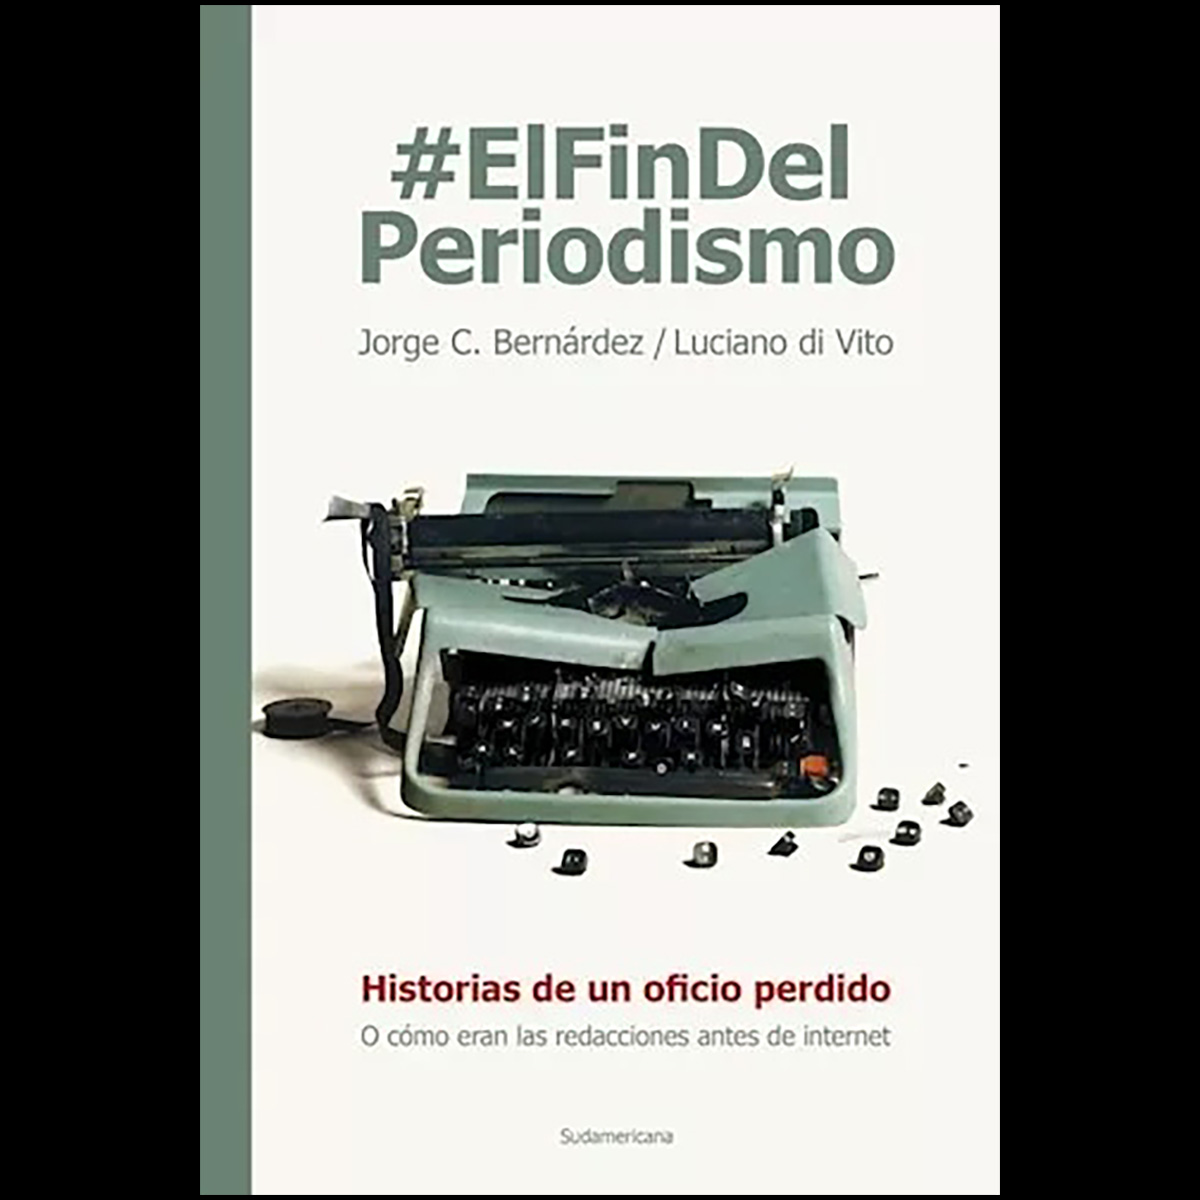 #ElFinDel
Periodismo
Jorge C. Bernárdez / Luciano di Vito
Historias de un oficio perdido
O cómo eran las redacciones antes de internet
Sudamericana